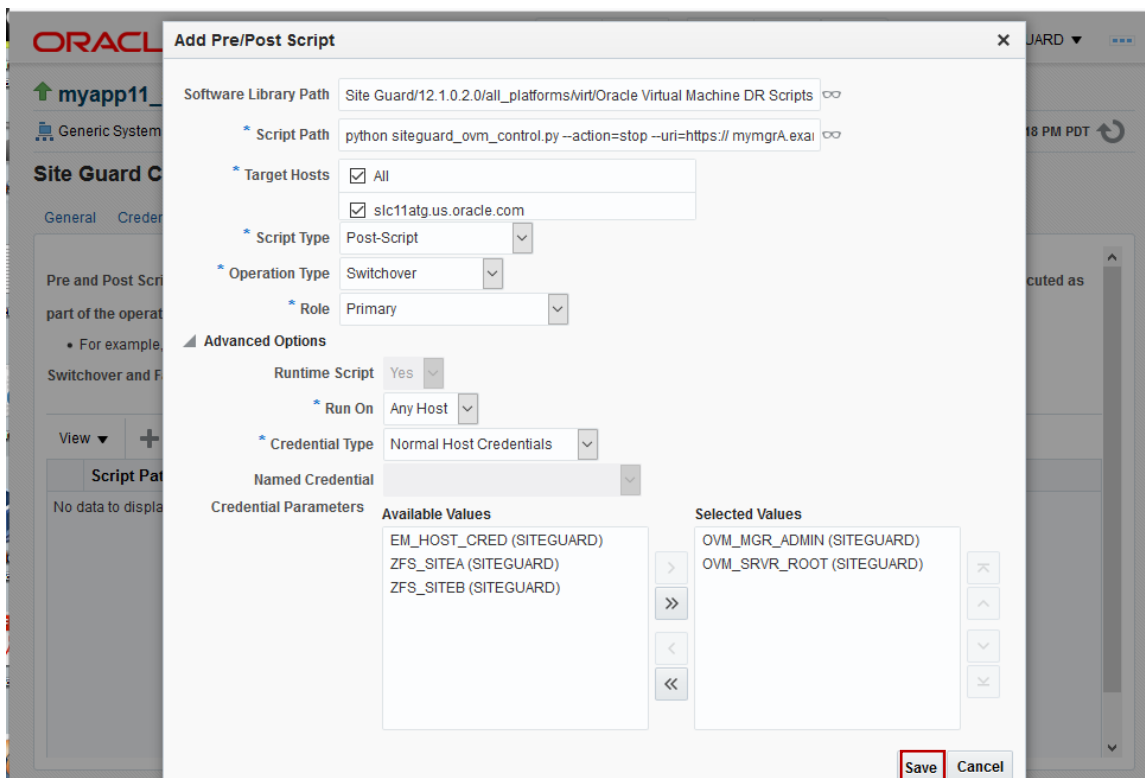 ORACL
Add Pre/Post Script
JARD
myapp11_
Software Library Path Site Guard/12.1.0.2.0/all_platforms/virt/Oracle Virtual Machine DR Scripts
Generic System
* Script Path python siteguard_ovm_control.py --action=stop --uri=https:// mymgrA.exa
18 PM PDT
Site Guard C
* Target Hosts All
slc11atg.us.oracle.com
General Creder
* Script Type Post-Script
* Operation Type Switchover
Pre and Post Scri
cuted as
* Role Primary
part of the operat
Advanced Options
• For example,
Runtime Script Yes
Switchover and F
* Run On Any Host
View
* Credential Type Normal Host Credentials
Script Pat
Named Credential
No data to displa
Credential Parameters
Available Values Selected Values
EM_HOST_CRED (SITEGUARD) OVM_MGR_ADMIN (SITEGUARD)
ZFS_SITEA (SITEGUARD) OVM_SRVR_ROOT (SITEGUARD)
ZFS_SITEB (SITEGUARD)
Save Cancel